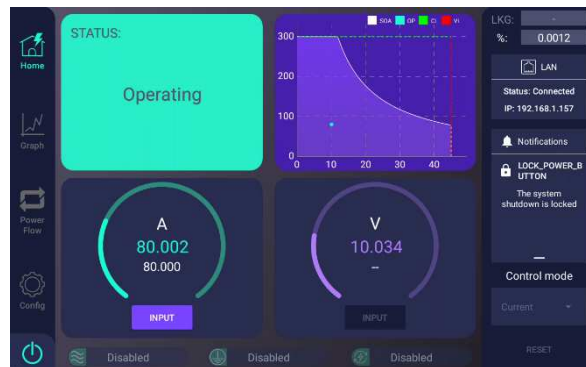 Home
Graph
Power
Flow
Config
STATUS:
Operating
SOA
OP
Ci
Vi
300
200
100
0
0 10 20 30 40
A
80.002
80.000
INPUT
V
10.034
--
INPUT
Disabled
Disabled
Disabled
LKG: -
%: 0.0012
LAN
Status: Connected
IP: 192.168.1.157
Notifications
LOCK_POWER_B
UTTON
The system
shutdown is locked
Control mode
Current
RESET